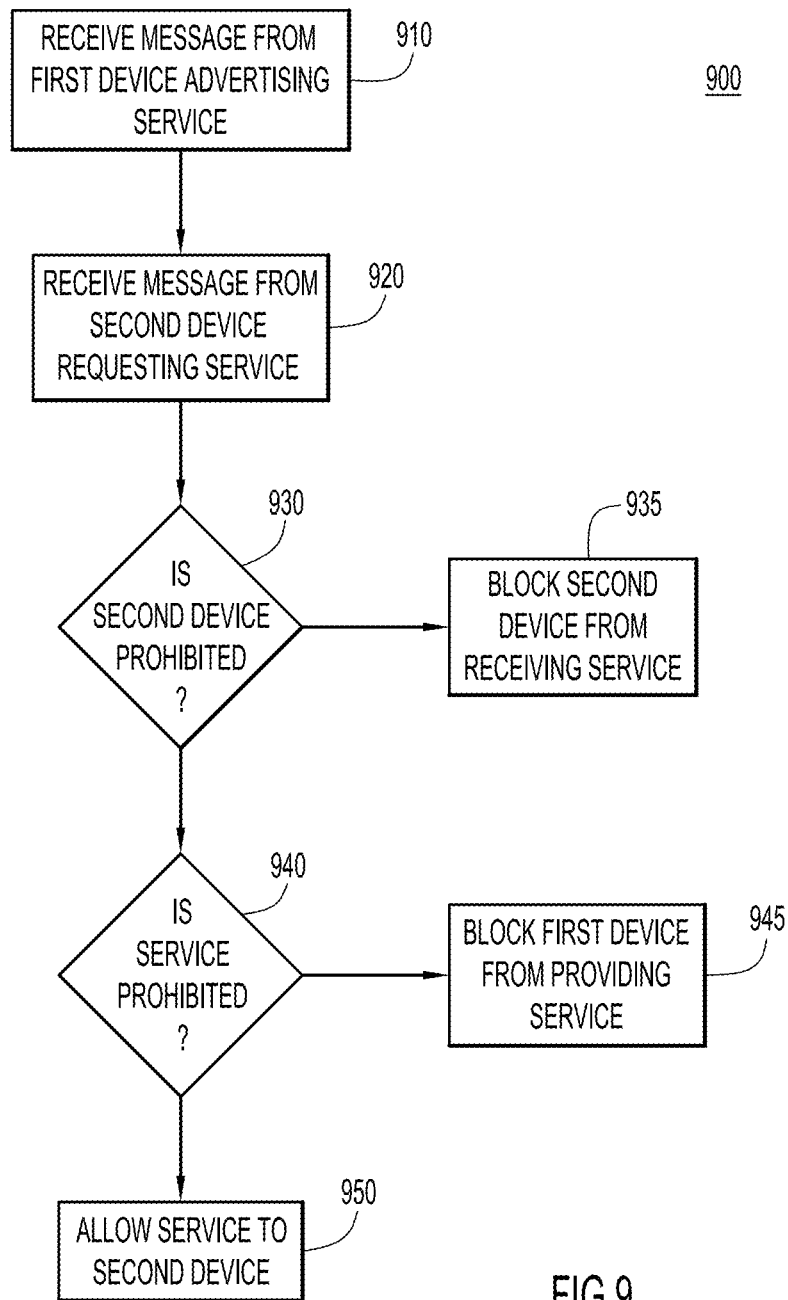 RECEIVE MESSAGE FROM
FIRST DEVICE ADVERTISING
SERVICE
910
900
RECEIVE MESSAGE FROM
SECOND DEVICE
REQUESTING SERVICE
920
IS
SECOND DEVICE
PROHIBITED
?
930
BLOCK SECOND
DEVICE FROM
RECEIVING SERVICE
935
IS
SERVICE
PROHIBITED
?
940
BLOCK FIRST DEVICE
FROM PROVIDING
SERVICE
945
ALLOW SERVICE TO
SECOND DEVICE
950
FIG.9